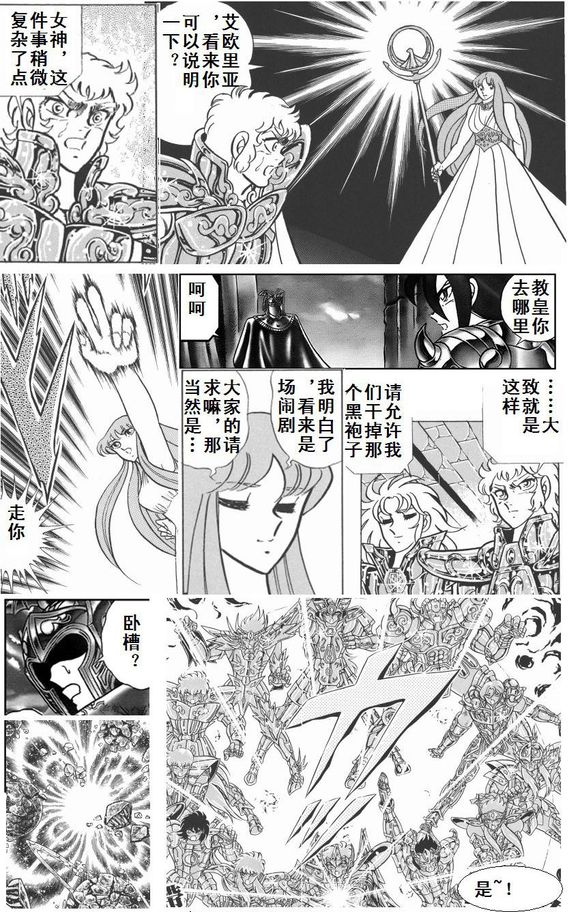 艾欧里亚
，看来你
可以说明
一下？
女神，这
件事稍微
复杂了点
教皇你
去哪里
呵呵
……大
致就是
这样
请允许我
们干掉那
个黑袍子
我明白了
，看来是
场闹剧
大家的请
求嘛，那
当然是…
走你
カ
是~！
卧槽？